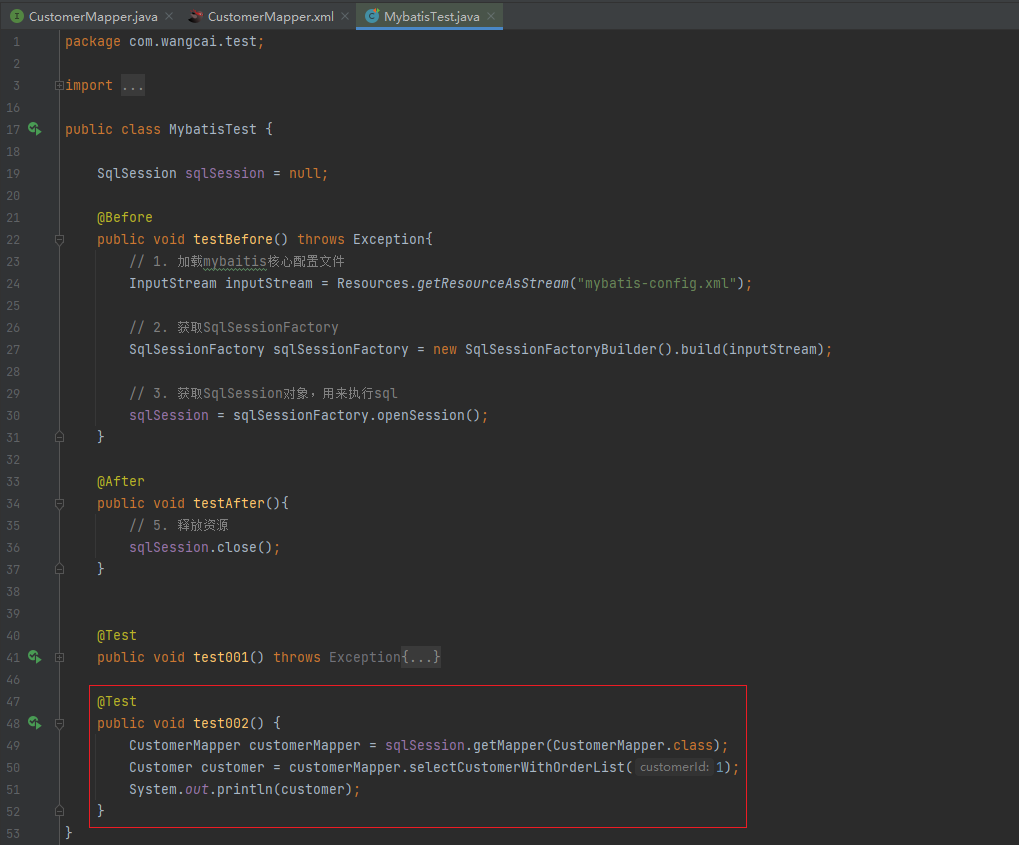 CustomerMapper.java CustomerMapper.xml MybatisTest.java
1 package com.wangcai.test;
2
3 import ...
16
17 public class MybatisTest {
18
19 SqlSession sqlSession = null;
20
21 @Before
22 public void testBefore() throws Exception{
23 // 1. 加载mybaitis核心配置文件
24 InputStream inputStream = Resources.getResourceAsStream("mybatis-config.xml");
25
26 // 2. 获取SqlSessionFactory
27 SqlSessionFactory sqlSessionFactory = new SqlSessionFactoryBuilder().build(inputStream);
28
29 // 3. 获取SqlSession对象，用来执行sql
30 sqlSession = sqlSessionFactory.openSession();
31 }
32
33 @After
34 public void testAfter(){
35 // 5. 释放资源
36 sqlSession.close();
37 }
38
39
40 @Test
41 public void test001() throws Exception{...}
46
47 @Test
48 public void test002() {
49 CustomerMapper customerMapper = sqlSession.getMapper(CustomerMapper.class);
50 Customer customer = customerMapper.selectCustomerWithOrderList( customerId: 1);
51 System.out.println(customer);
52 }
53 }